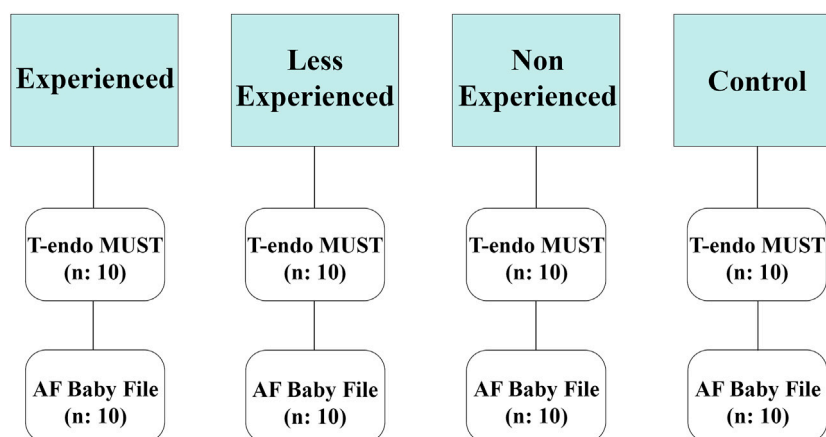 Experienced
Less
Experienced
Non
Experienced
Control
T-endo MUST
(n: 10)
T-endo MUST
(n: 10)
T-endo MUST
(n: 10)
T-endo MUST
(n: 10)
AF Baby File
(n: 10)
AF Baby File
(n: 10)
AF Baby File
(n: 10)
AF Baby File
(n: 10)